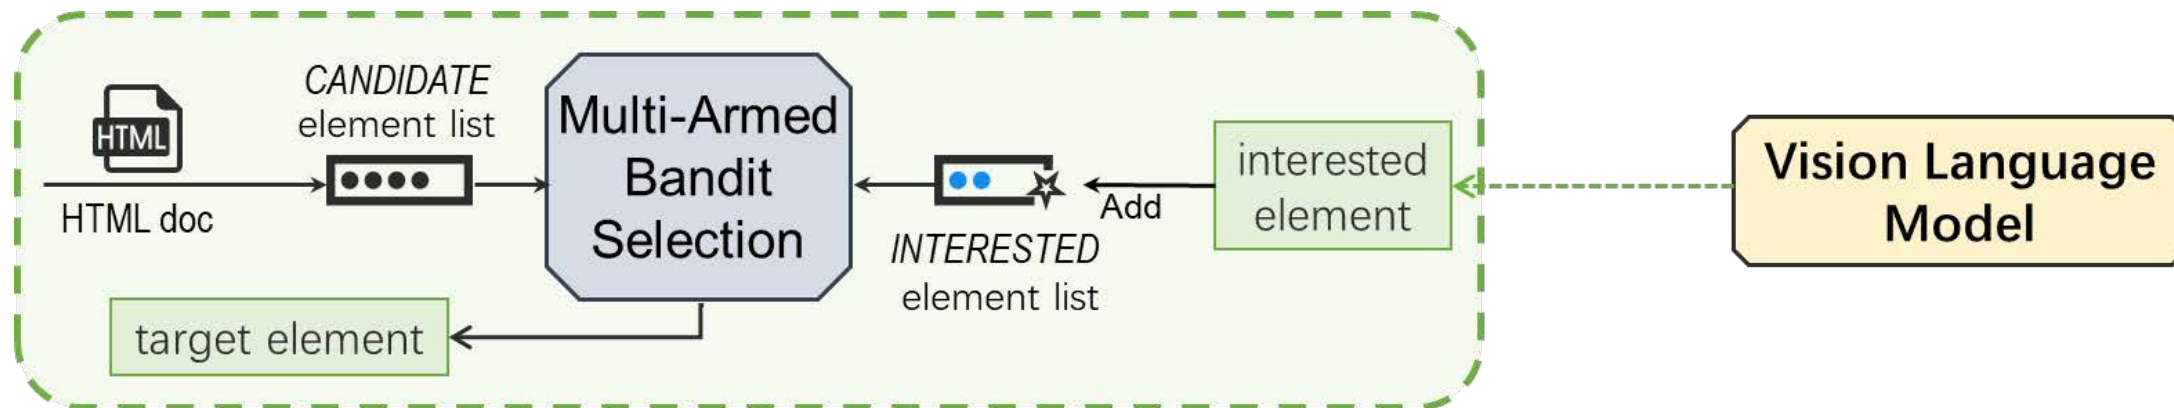 HTML
HTML doc
CANDIDATE
element list
Multi-Armed
Bandit
Selection
INTERESTED
element list
Add
interested
element
target element
Vision Language
Model